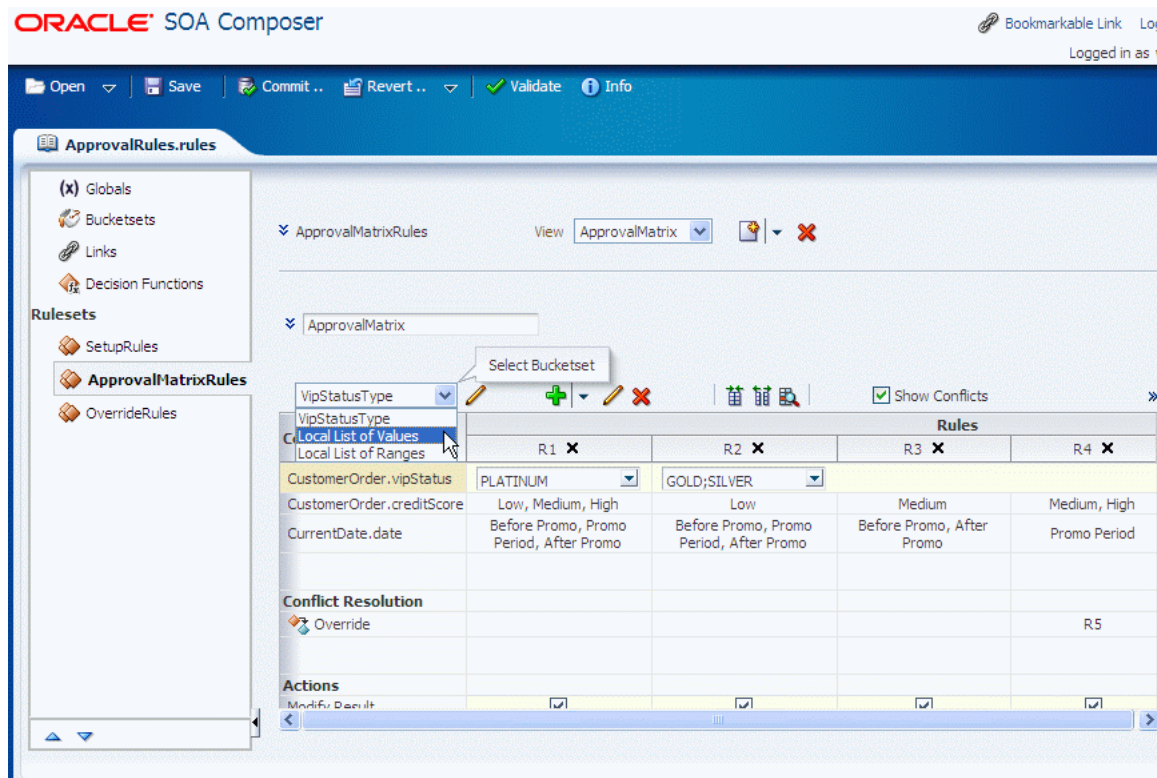 ORACLE SOA Composer
Bookmarkable Link
Logged in as
Open Save Commit .. Revert .. Validate Info
ApprovalRules.rules
(x) Globals
Bucketsets
Links
Decision Functions
Rulesets
SetupRules
ApprovalMatrixRules
OverrideRules
ApprovalMatrixRules View ApprovalMatrix
ApprovalMatrix
Select Bucketset
VipStatusType Show Conflicts
VipStatusType
Local List of Values
Local List of Ranges
Rules
R1 R2 R3 R4
CustomerOrder.vipStatus PLATINUM GOLD;SILVER
CustomerOrder.creditScore Low, Medium, High Low Medium Medium, High
CurrentDate.date Before Promo, Promo Period, After Promo Before Promo, Promo Period, After Promo Before Promo, After Promo Promo Period
Conflict Resolution
Override R5
Actions
Modify Result